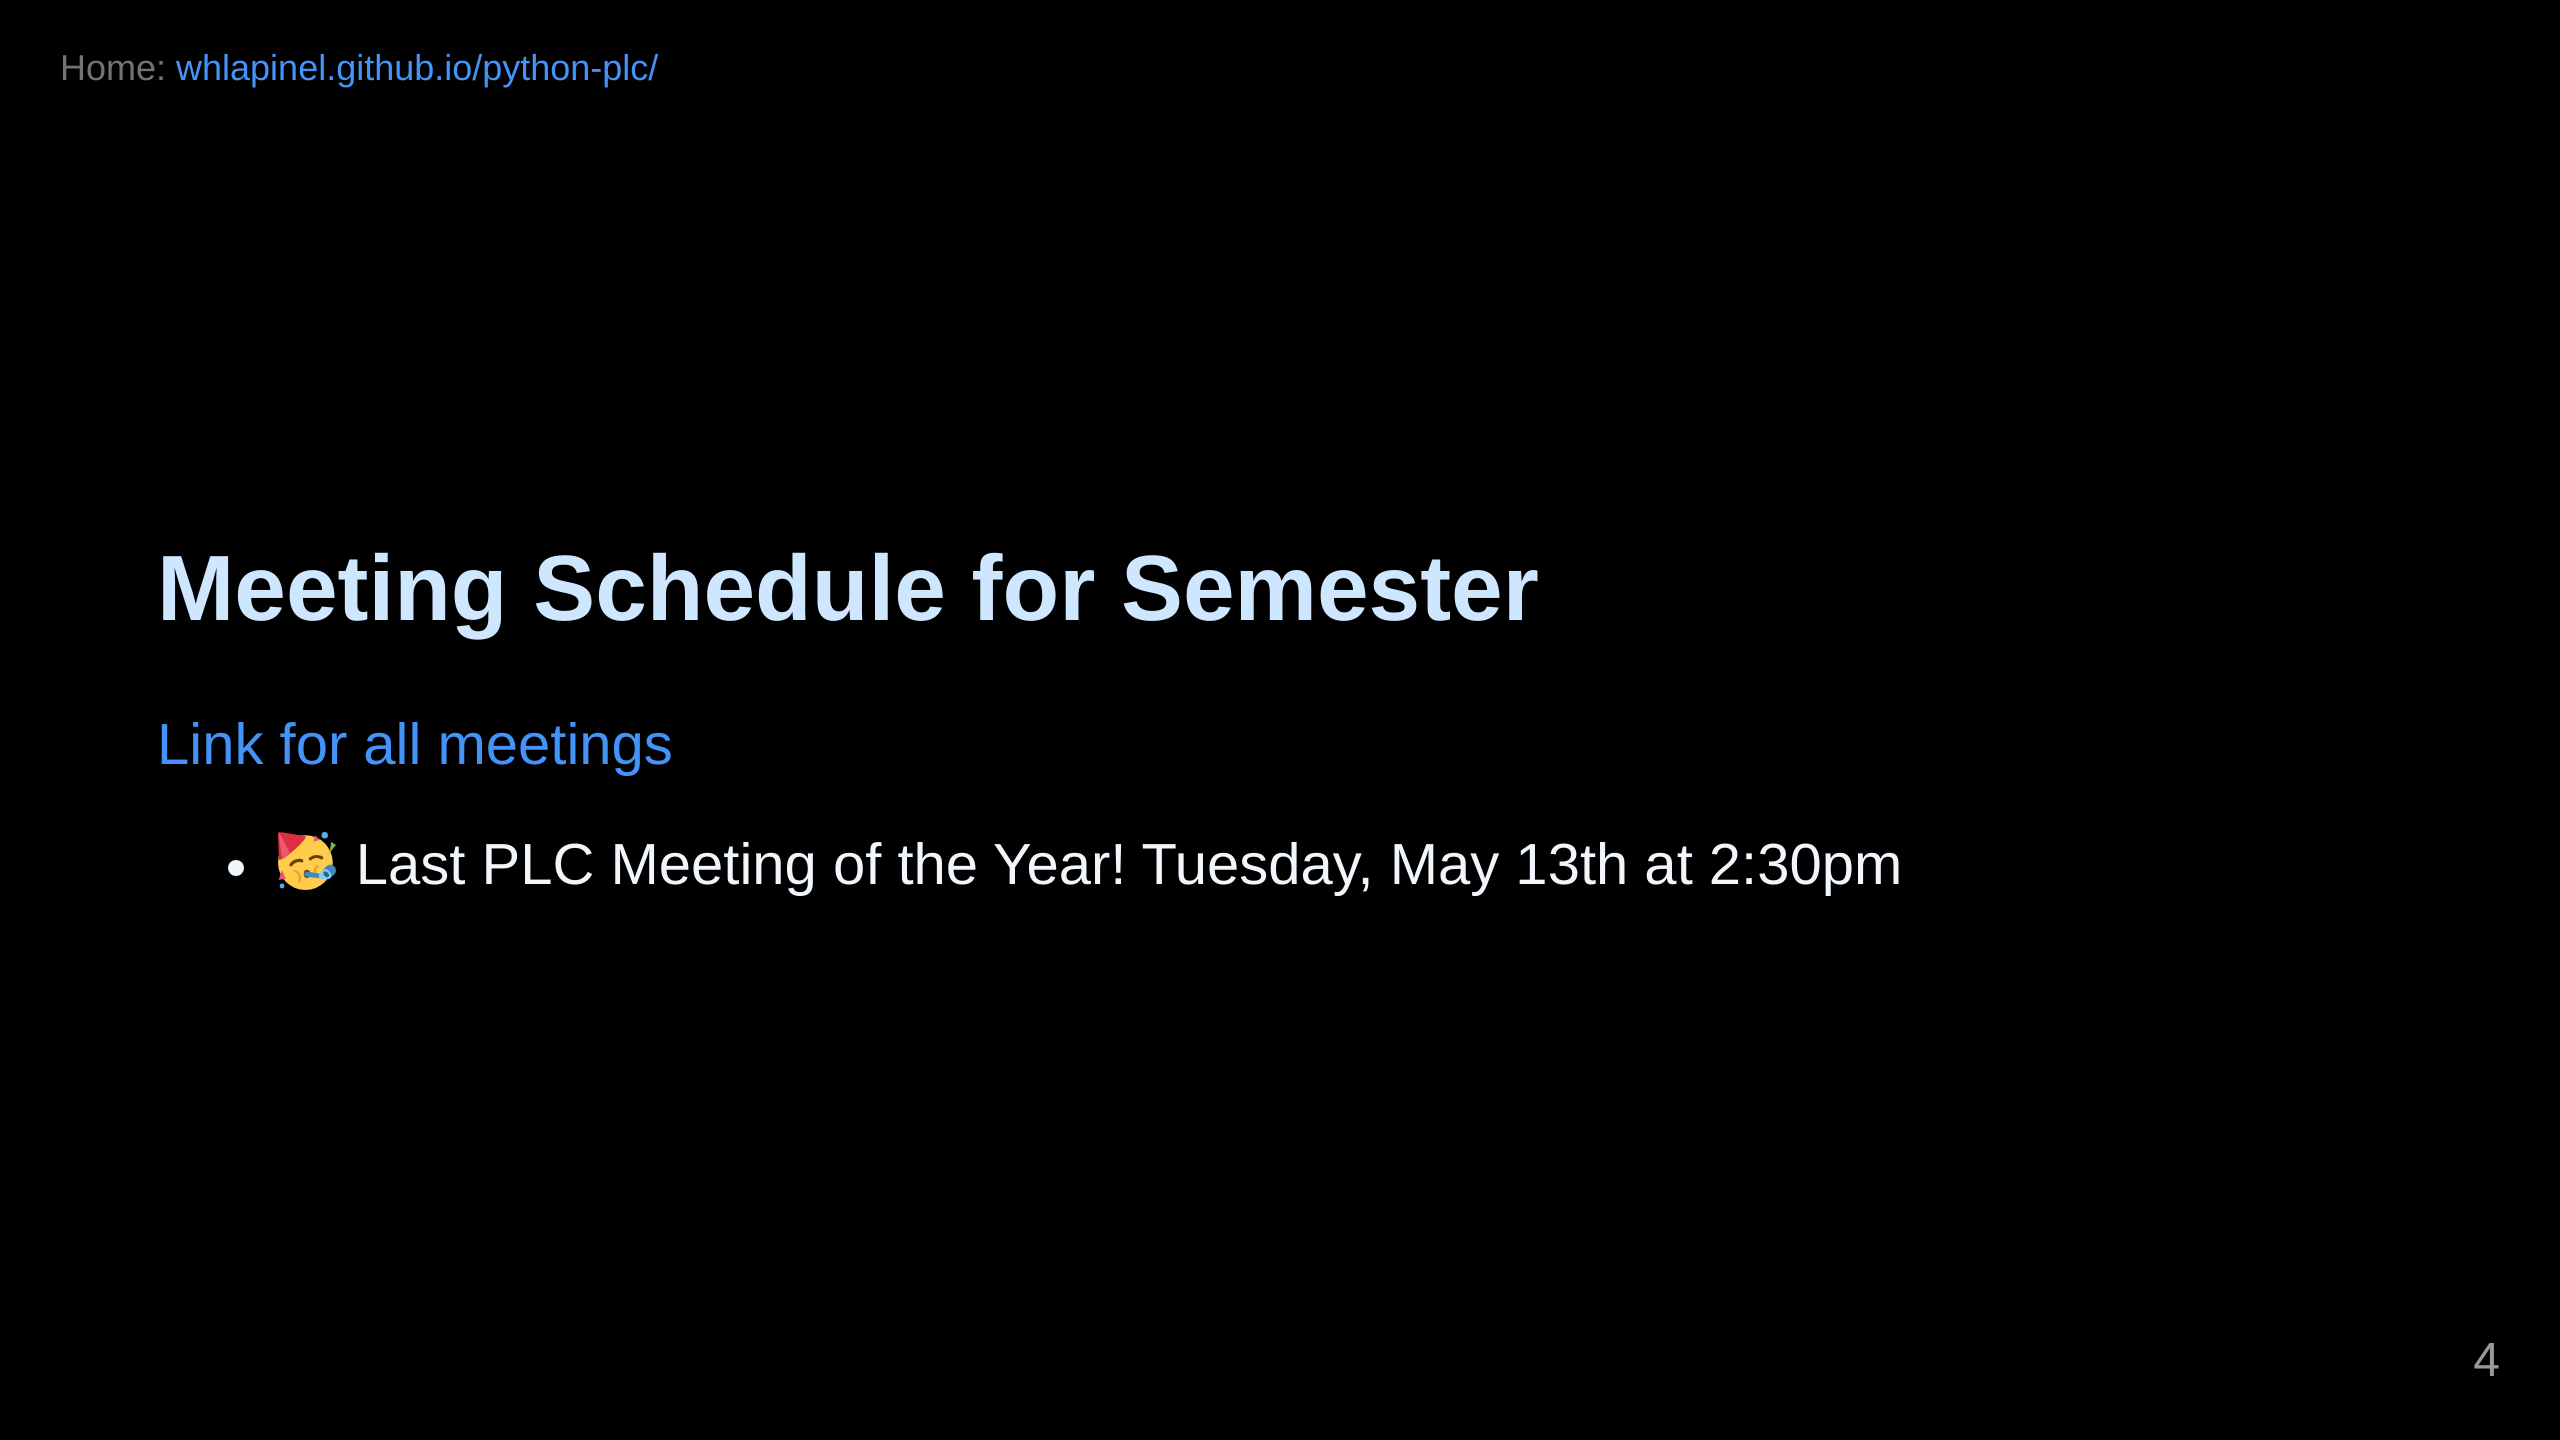 Home: whlapinel.github.io/python-plc/
Meeting Schedule for Semester
Link for all meetings
• 🥳 Last PLC Meeting of the Year! Tuesday, May 13th at 2:30pm
4